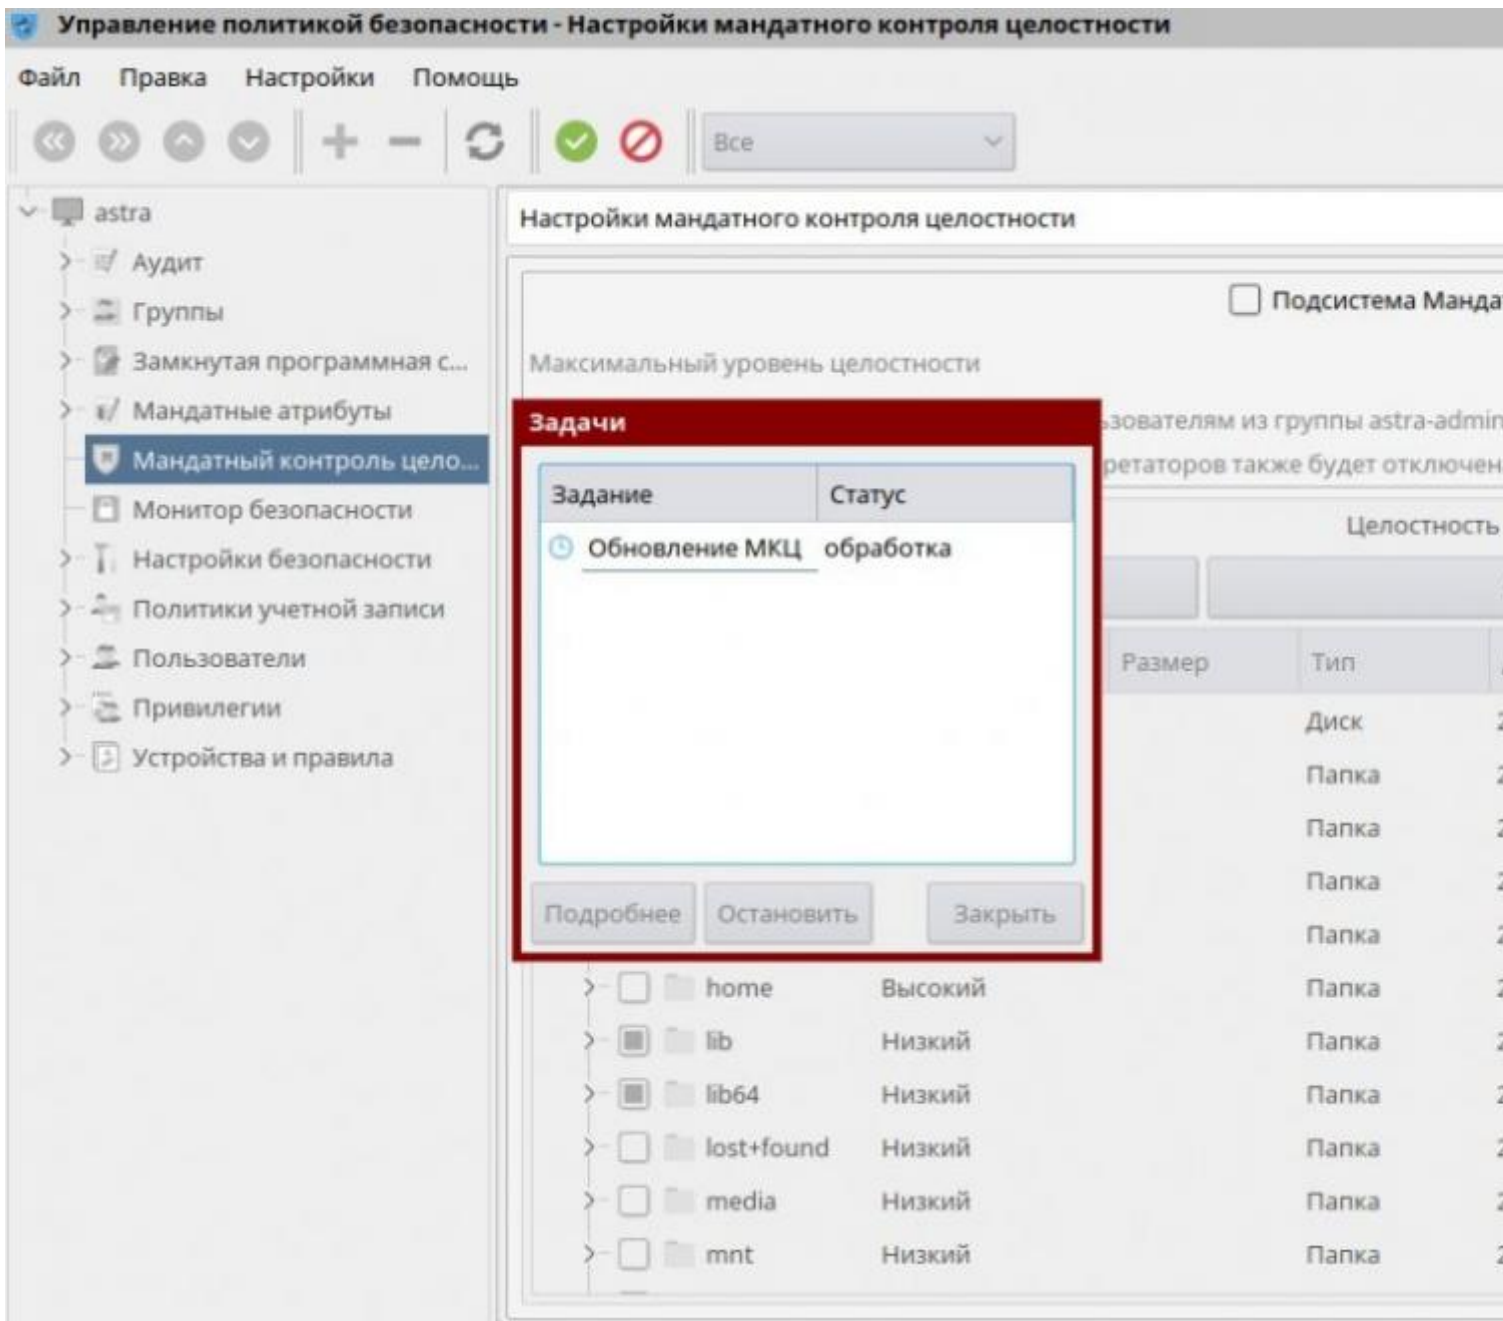 Управление политикой безопасности - Настройки мандатного контроля целостности
Файл Правка Настройки Помощь
Все
astra
Аудит
Группы
Замкнутая программная с...
Мандатные атрибуты
Мандатный контроль цело...
Монитор безопасности
Настройки безопасности
Политики учетной записи
Пользователи
Привилегии
Устройства и правила
Настройки мандатного контроля целостности
Подсистема Манда
Максимальный уровень целостности
ьзователям из группы astra-admin
ретаторов также будет отключен
Целостность
Размер Тип
Диск
Папка
Папка
Папка
Папка
Задачи
Задание Статус
Обновление МКЦ обработка
Подробнее Остановить Закрыть
home Высокий Папка
lib Низкий Папка
lib64 Низкий Папка
lost+found Низкий Папка
media Низкий Папка
mnt Низкий Папка